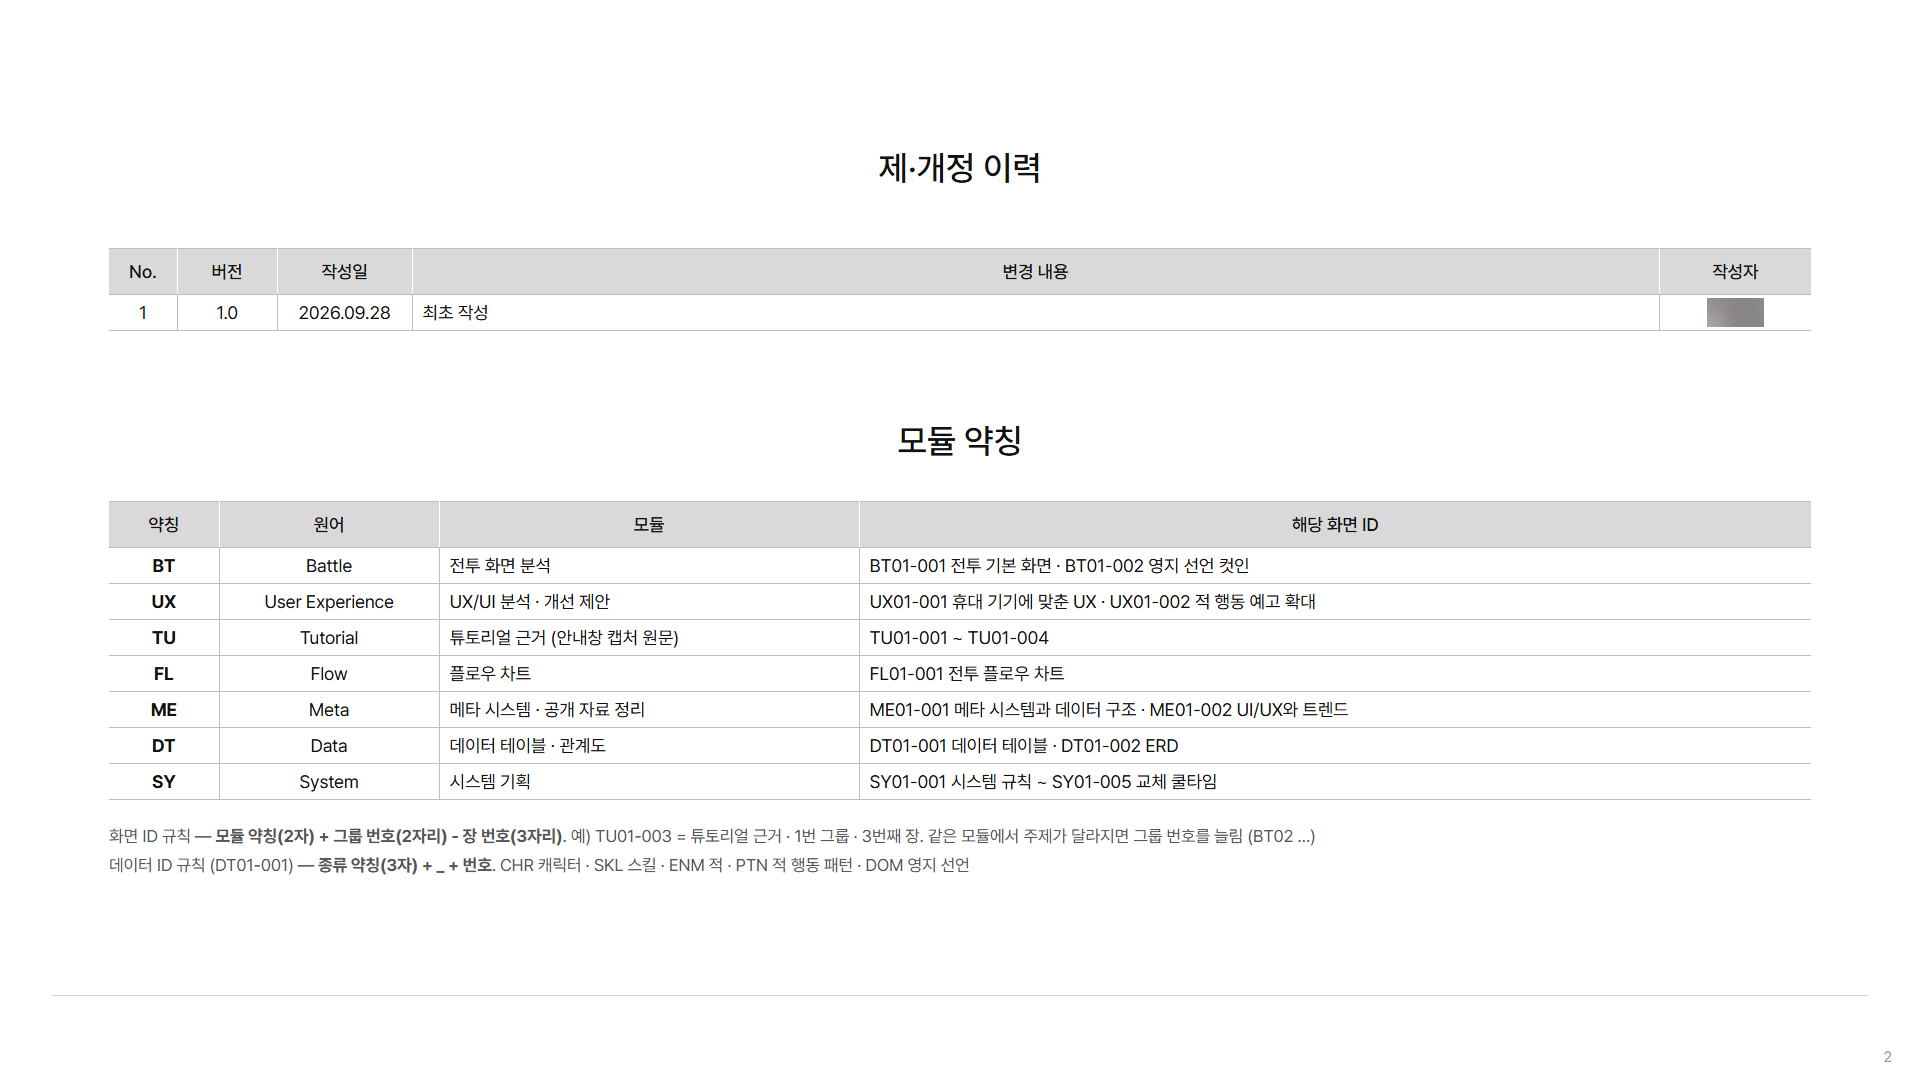 제·개정 이력
No. 버전 작성일 변경 내용 작성자
1 1.0 2026.09.28 최초 작성
모듈 약칭
약칭 원어 모듈 해당 화면 ID
BT Battle 전투 화면 분석 BT01-001 전투 기본 화면 · BT01-002 영지 선언 컷인
UX User Experience UX/UI 분석 · 개선 제안 UX01-001 휴대 기기에 맞춘 UX · UX01-002 적 행동 예고 확대
TU Tutorial 튜토리얼 근거 (안내창 캡처 원문) TU01-001 ~ TU01-004
FL Flow 플로우 차트 FL01-001 전투 플로우 차트
ME Meta 메타 시스템 · 공개 자료 정리 ME01-001 메타 시스템과 데이터 구조 · ME01-002 UI/UX와 트렌드
DT Data 데이터 테이블 · 관계도 DT01-001 데이터 테이블 · DT01-002 ERD
SY System 시스템 기획 SY01-001 시스템 규칙 ~ SY01-005 교체 쿨타임
화면 ID 규칙 — 모듈 약칭(2자) + 그룹 번호(2자리) - 장 번호(3자리). 예) TU01-003 = 튜토리얼 근거 · 1번 그룹 · 3번째 장. 같은 모듈에서 주제가 달라지면 그룹 번호를 늘림 (BT02 …)
데이터 ID 규칙 (DT01-001) — 종류 약칭(3자) + _ + 번호. CHR 캐릭터 · SKL 스킬 · ENM 적 · PTN 적 행동 패턴 · DOM 영지 선언
2